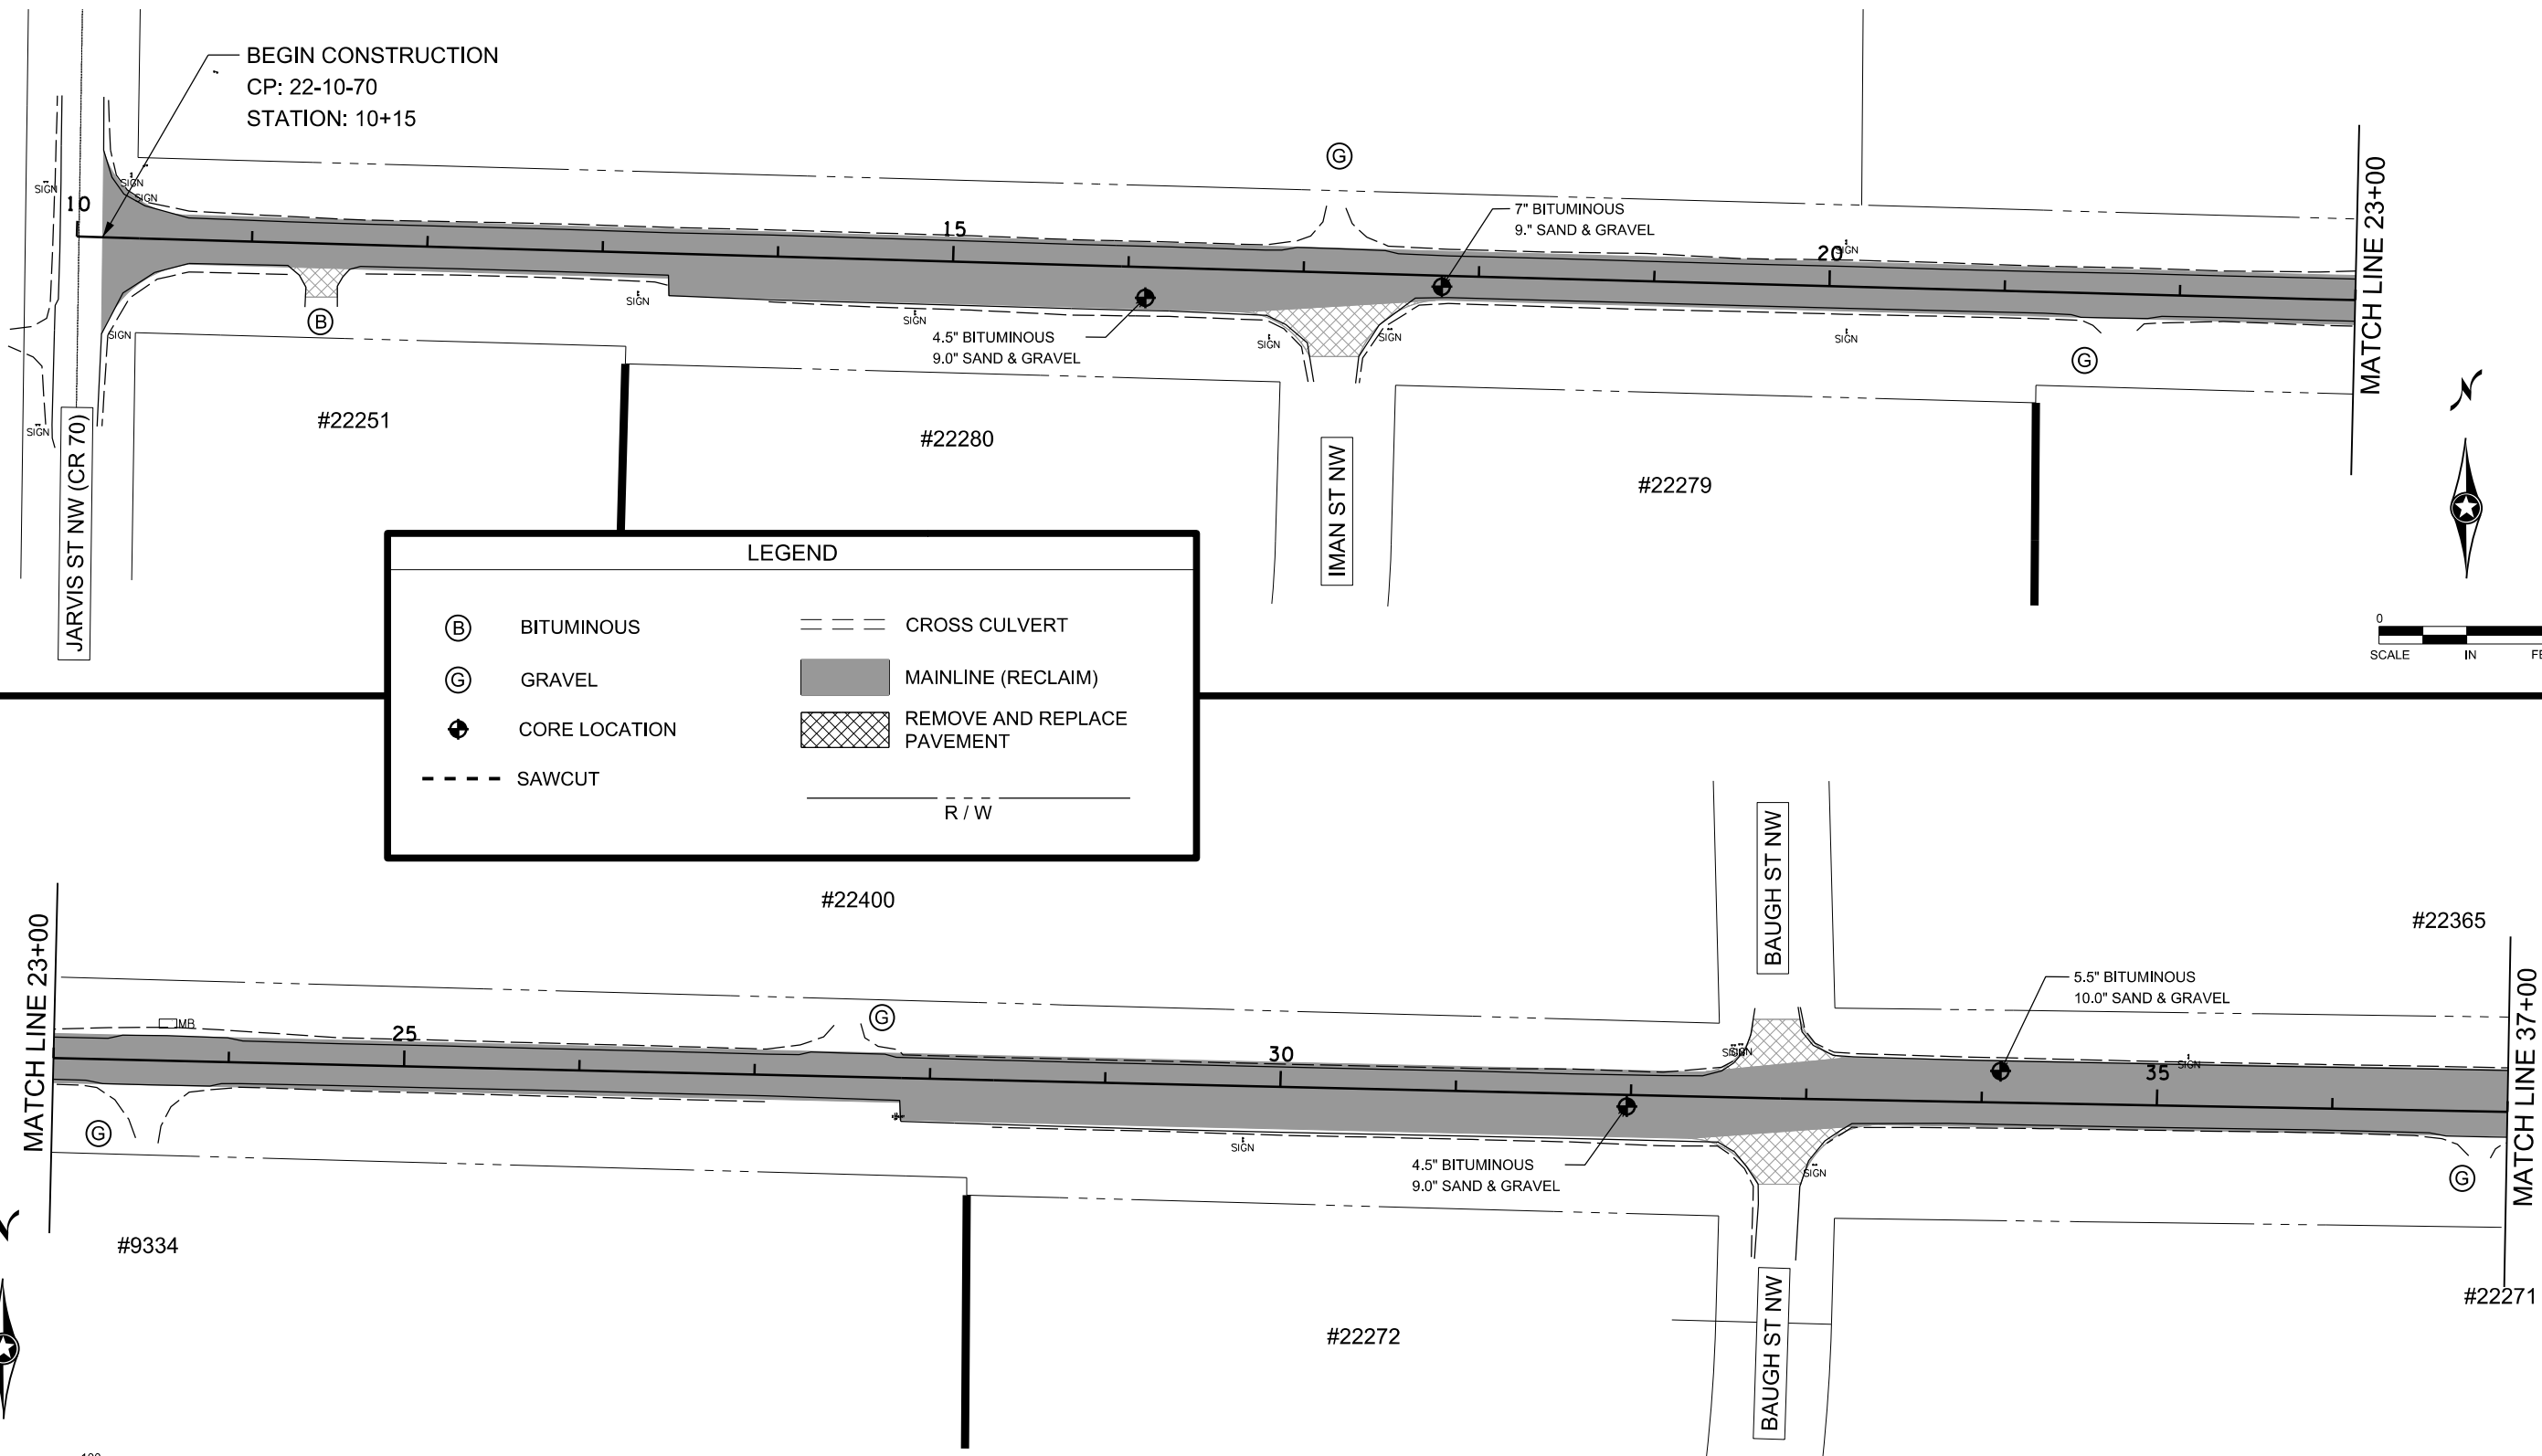 BEGIN CONSTRUCTION
CP: 22-10-70
STATION: 10+15
SIGN
SIGN
SIGN
10
15
G
7" BITUMINOUS
9." SAND & GRAVEL
20
SIGN
MATCH LINE 23+00
SIGN
SIGN
B
SIGN
4.5" BITUMINOUS
9.0" SAND & GRAVEL
SIGN
SIGN
SIGN
G
SIGN
JARVIS ST NW (CR 70)
#22251
#22280
IMAN ST NW
#22279
N
0
SCALE IN
LEGEND
B BITUMINOUS
G GRAVEL
CORE LOCATION
SAWCUT
CROSS CULVERT
MAINLINE (RECLAIM)
REMOVE AND REPLACE
PAVEMENT
R / W
#22400
BAUGH ST NW
#22365
MATCH LINE 23+00
MB
25
G
30
SIGN
5.5" BITUMINOUS
10.0" SAND & GRAVEL
35
SIGN
MATCH LINE 37+00
G
SIGN
4.5" BITUMINOUS
9.0" SAND & GRAVEL
SIGN
G
#9334
#22272
BAUGH ST NW
#22271